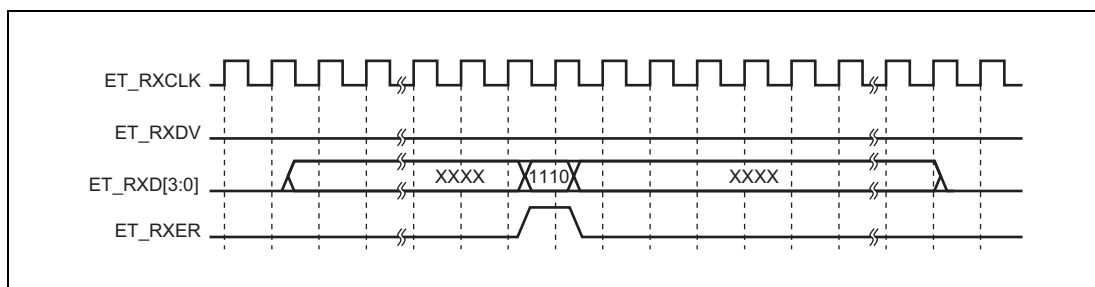 ET_RXCLK
ET_RXDV
ET_RXD[3:0] XXXX 1110 XXXX
ET_RXER